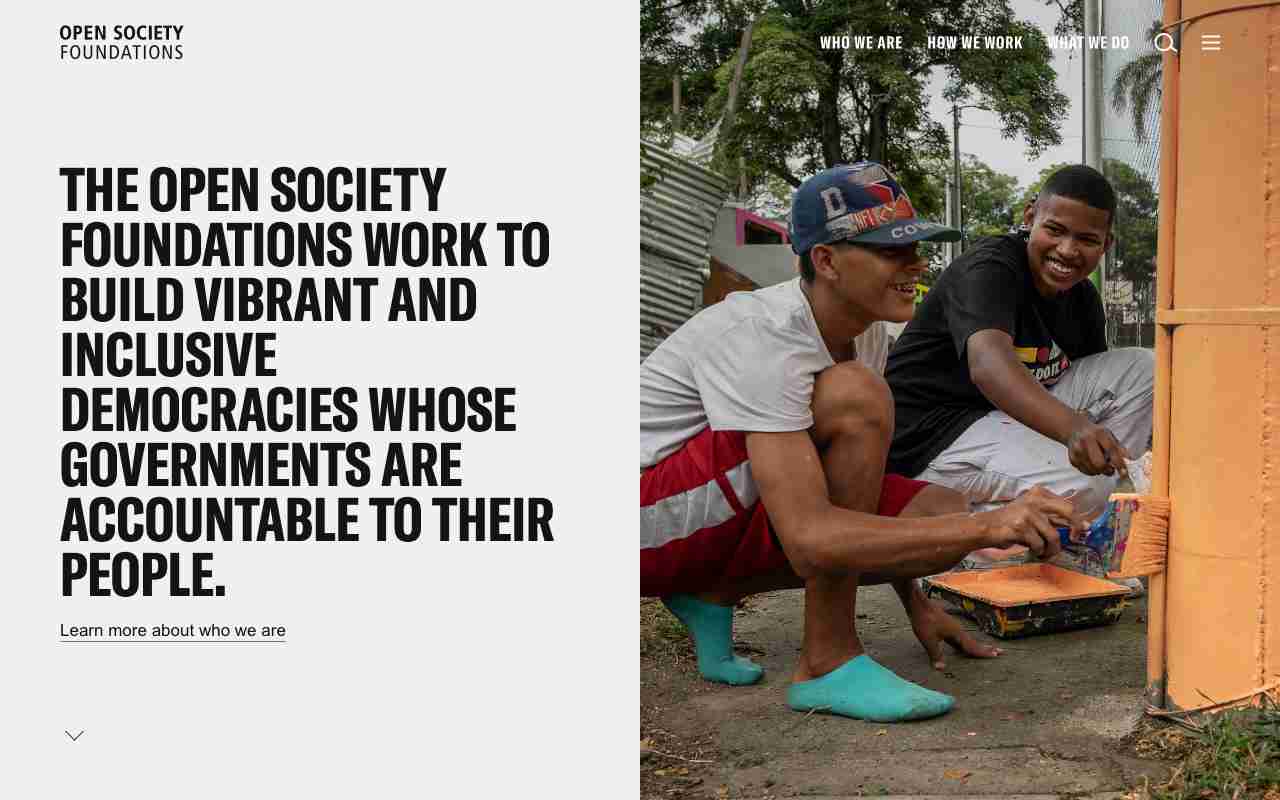 OPEN SOCIETY
FOUNDATIONS
WHO WE ARE
HOW WE WORK
WHAT WE DO
THE OPEN SOCIETY
FOUNDATIONS WORK TO
BUILD VIBRANT AND
INCLUSIVE
DEMOCRACIES WHOSE
GOVERNMENTS ARE
ACCOUNTABLE TO THEIR
PEOPLE.
Learn more about who we are
D